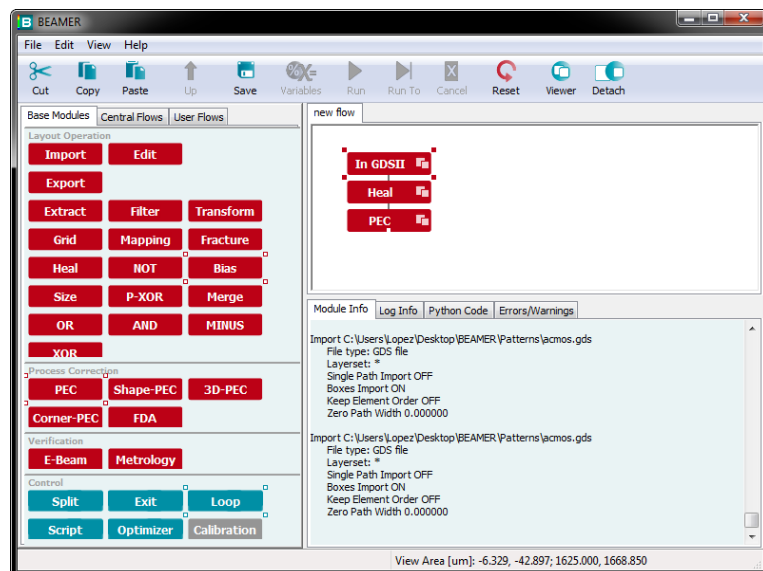 BEAMER
File Edit View Help
Cut Copy Paste Up Save Variables Run Run To Cancel Reset Viewer Detach
Base Modules Central Flows User Flows
Layout Operation
Import Edit
Export
Extract Filter Transform
Grid Mapping Fracture
Heal NOT Bias
Size P-XOR Merge
OR AND MINUS
XOR
Process Correction
PEC Shape-PEC 3D-PEC
Corner-PEC FDA
Verification
E-Beam Metrology
Control
Split Exit Loop
Script Optimizer Calibration
new flow
In GDSII
Heal
PEC
Module Info Log Info Python Code Errors/Warnings
Import C:\Users\Lopez\Desktop\BEAMER\Patterns\acmos.gds
File type: GDS file
Layerset: *
Single Path Import OFF
Boxes Import ON
Keep Element Order OFF
Zero Path Width 0.000000
Import C:\Users\Lopez\Desktop\BEAMER\Patterns\acmos.gds
File type: GDS file
Layerset: *
Single Path Import OFF
Boxes Import ON
Keep Element Order OFF
Zero Path Width 0.000000
View Area [um]: -6.329, -42.897; 1625.000, 1668.850